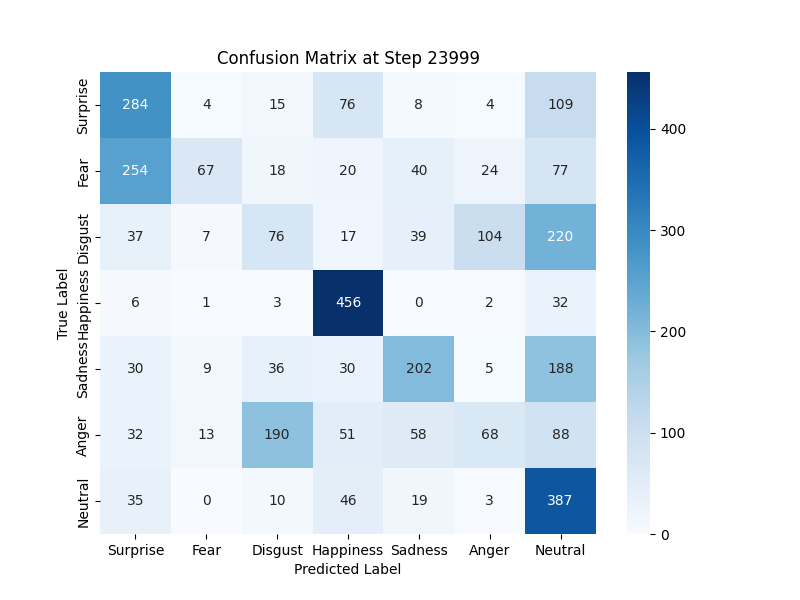 Confusion Matrix at Step 23999
True Label
Surprise 284 4 15 76 8 4 109
Fear 254 67 18 20 40 24 77
Disgust 37 7 76 17 39 104 220
Happiness 6 1 3 456 0 2 32
Sadness 30 9 36 30 202 5 188
Anger 32 13 190 51 58 68 88
Neutral 35 0 10 46 19 3 387
Surprise Fear Disgust Happiness Sadness Anger Neutral
Predicted Label
400
300
200
100
0